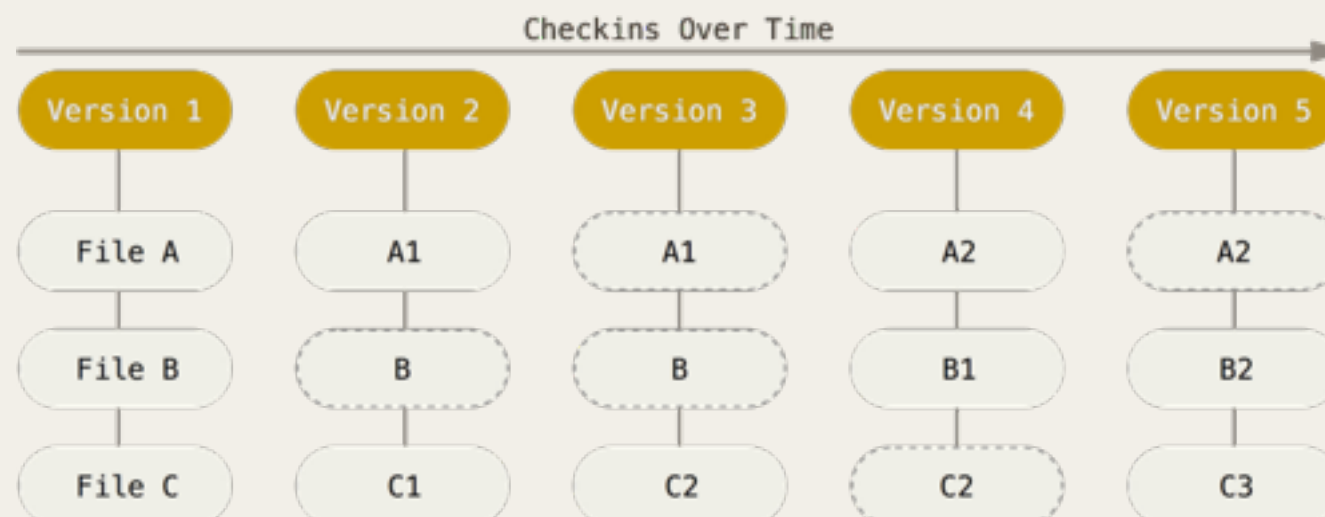 Checkins Over Time
Version 1 Version 2 Version 3 Version 4 Version 5
File A A1 A1 A2 A2
File B B B B1 B2
File C C1 C2 C2 C3